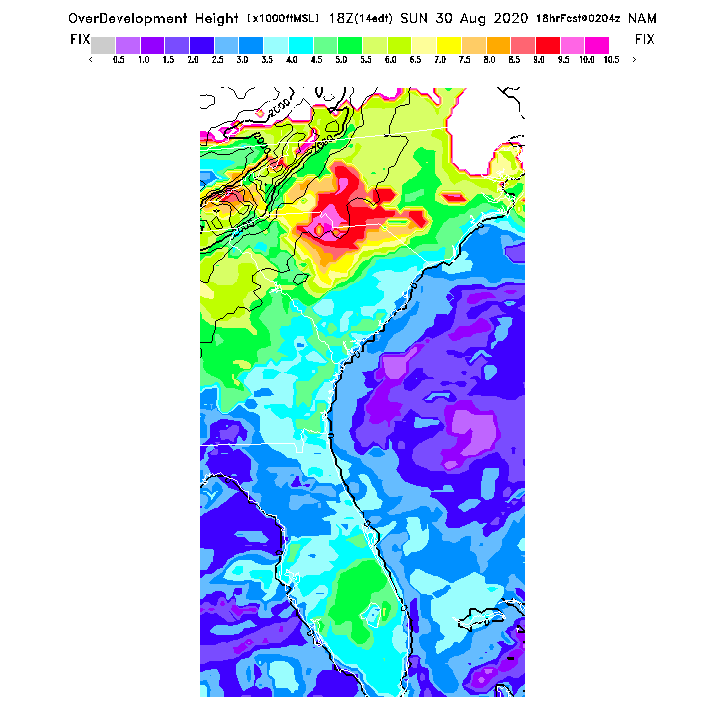 OverDevelopment Height [x1000ftMSL] 18Z(14edt) SUN 30 Aug 2020 18hrFcst@0204z NAM
FIX FIX
< 0.5 1.0 1.5 2.0 2.5 3.0 3.5 4.0 4.5 5.0 5.5 6.0 6.5 7.0 7.5 8.0 8.5 9.0 9.5 10.0 10.5 >
2000